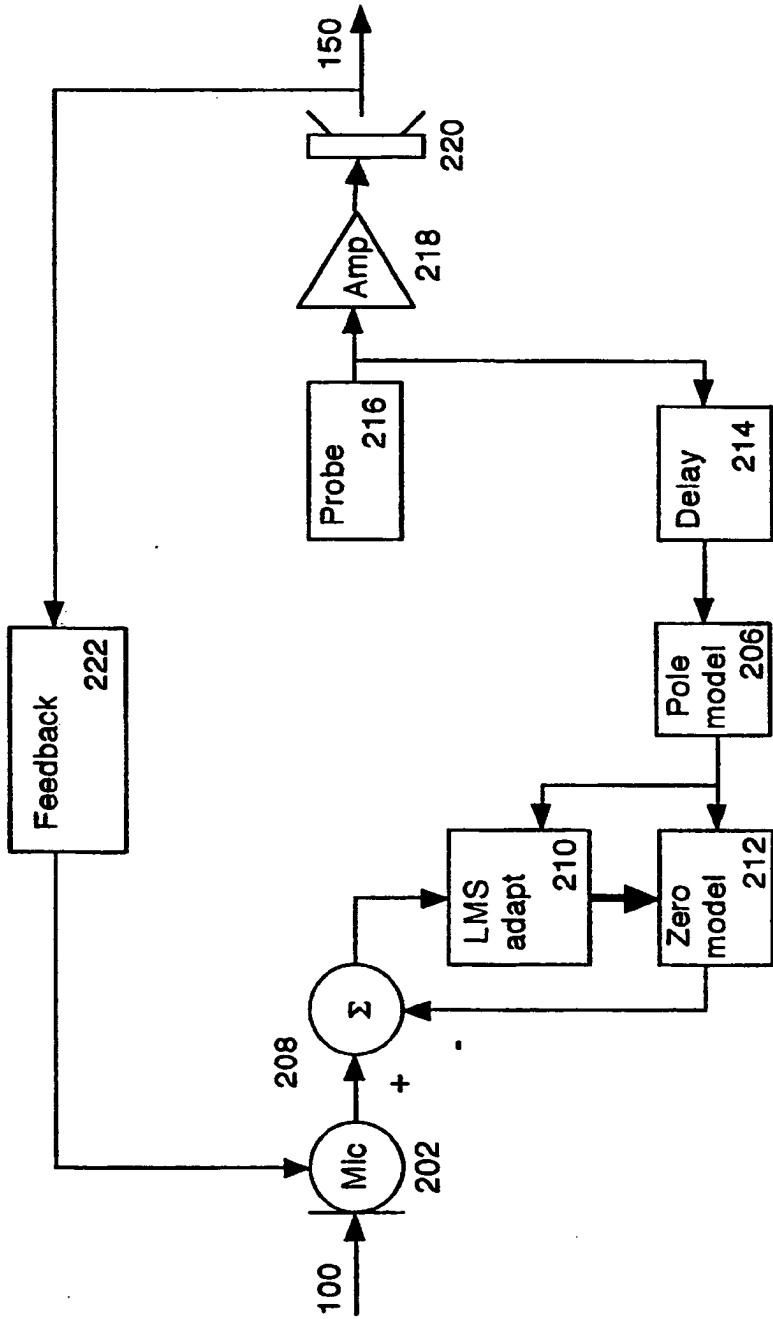 Feedback
222
150
100
Mic
202
208
Σ
+
-
LMS
adapt
210
Zero
model
212
Pole
model
206
Delay
214
Probe
216
Amp
218
220